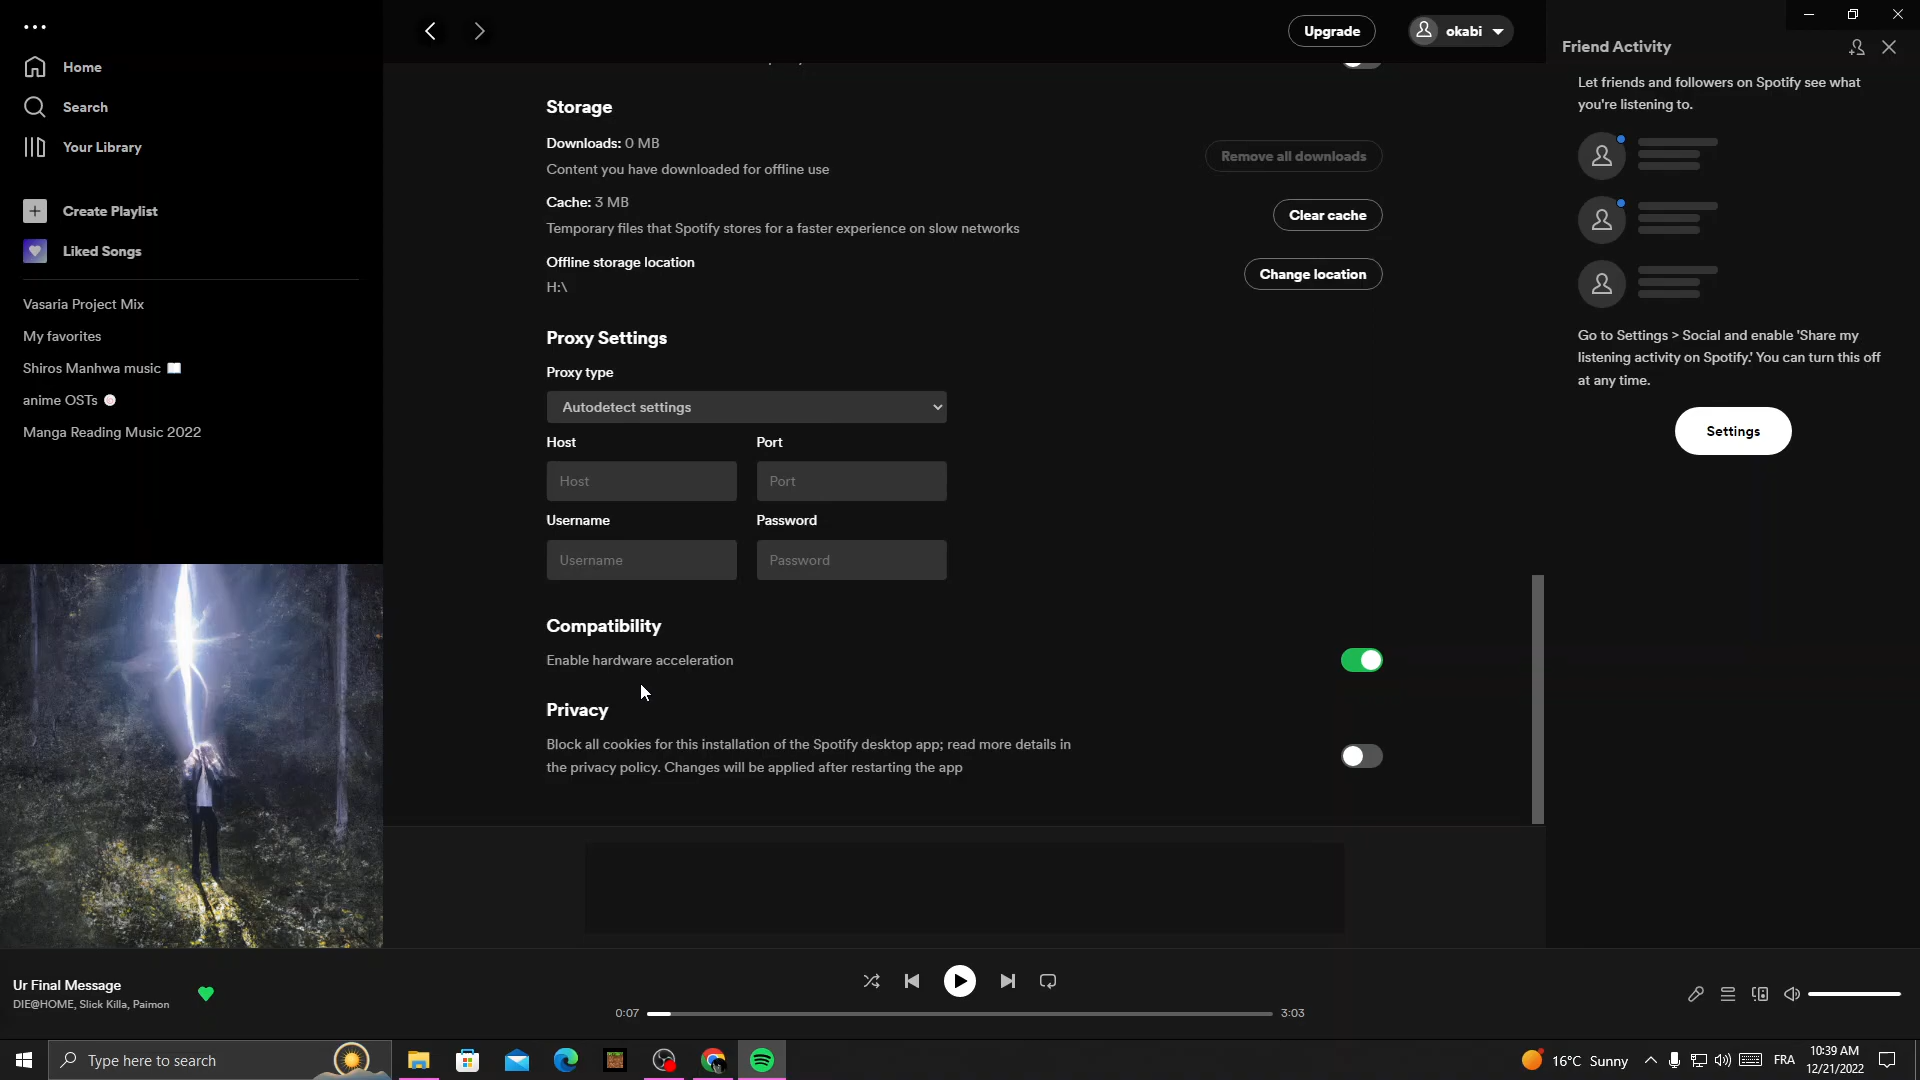 Home
Search
Your Library
Create Playlist
Liked Songs
Vasaria Project Mix
My favorites
Shiros Manhwa music 📖
anime OSTs 🍥
Manga Reading Music 2022
Upgrade
okabi
Storage
Downloads: 0 MB
Content you have downloaded for offline use
Remove all downloads
Cache: 3 MB
Temporary files that Spotify stores for a faster experience on slow networks
Clear cache
Offline storage location
H:\
Change location
Proxy Settings
Proxy type
Autodetect settings
Host Port
Host Port
Username Password
Username Password
Compatibility
Enable hardware acceleration
Privacy
Block all cookies for this installation of the Spotify desktop app; read more details in
the privacy policy. Changes will be applied after restarting the app
Friend Activity
Let friends and followers on Spotify see what
you're listening to.
Go to Settings > Social and enable 'Share my
listening activity on Spotify.' You can turn this off
at any time.
Settings
Ur Final Message
DIE@HOME, Slick Killa, Paimon
0:07
3:03
Type here to search
16°C Sunny
FRA
10:39 AM
12/21/2022